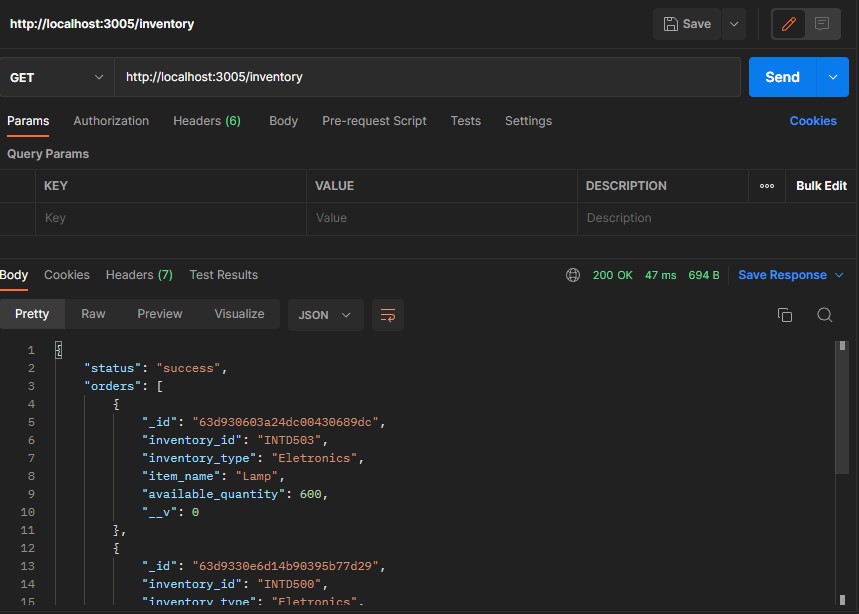 http://localhost:3005/inventory
Save
GET
http://localhost:3005/inventory
Send
Params Authorization Headers (6) Body Pre-request Script Tests Settings Cookies
Query Params
KEY VALUE DESCRIPTION ooo Bulk Edit
Key Value Description
Body Cookies Headers (7) Test Results 200 OK 47 ms 694 B Save Response
Pretty Raw Preview Visualize JSON
1 {
2 "status": "success",
3 "orders": [
4 {
5 "_id": "63d930603a24dc00430689dc",
6 "inventory_id": "INTD503",
7 "inventory_type": "Eletronics",
8 "item_name": "Lamp",
9 "available_quantity": 600,
10 "__v": 0
11 },
12 {
13 "_id": "63d9330e6d14b90395b77d29",
14 "inventory_id": "INTD500",
15 "inventory_type": "Eletronics",